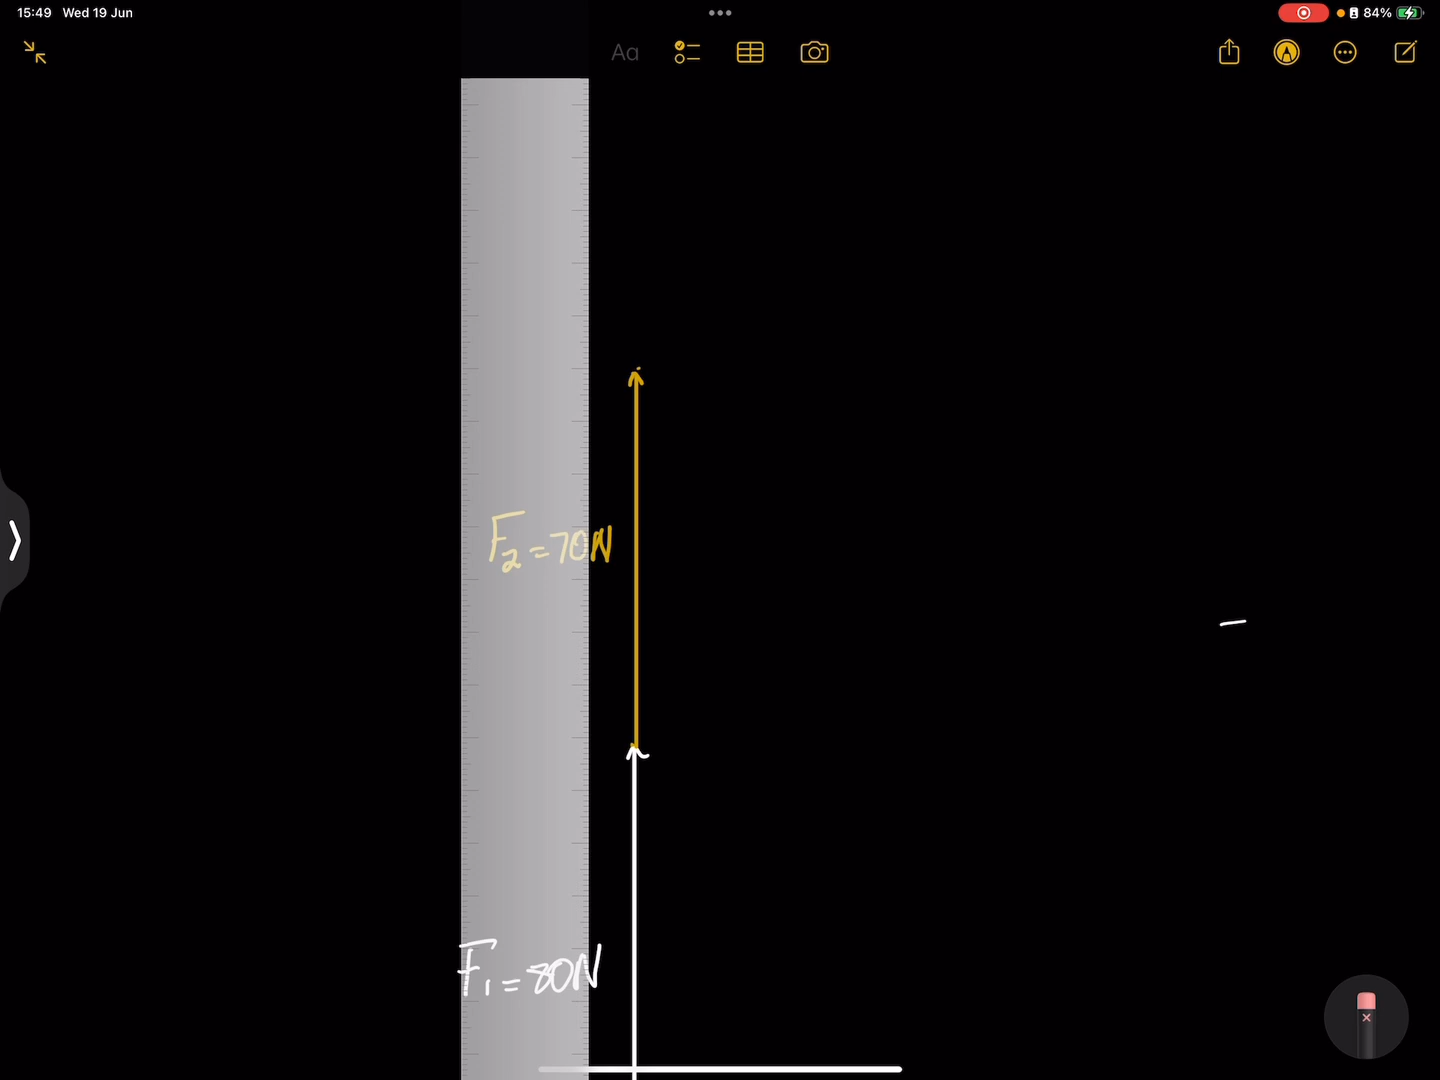 15:49 Wed 19 Jun
84%
Aa
F₂ = 70N
F₁ = 80N